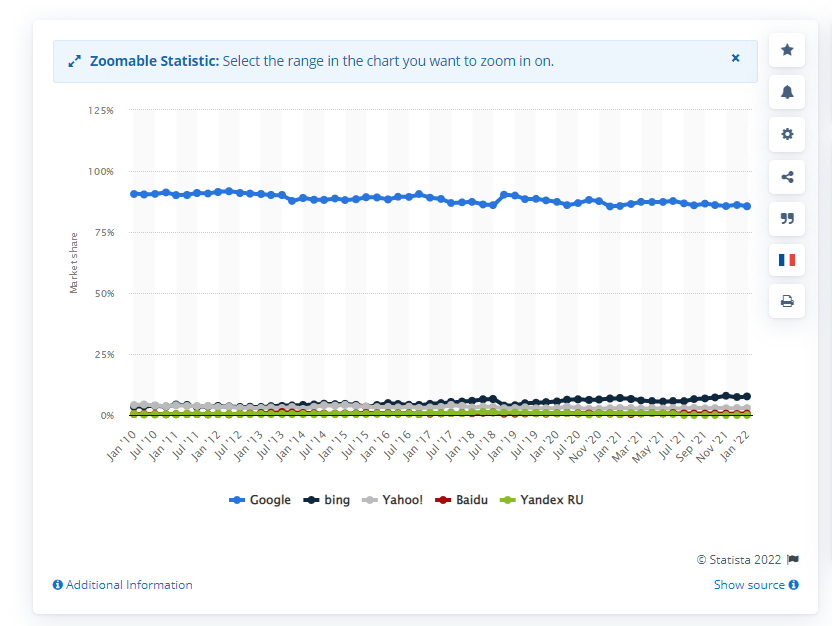 Zoomable Statistic: Select the range in the chart you want to zoom in on. ×
125%
100%
75%
50%
25%
0%
Market share
Jan '10 Jul '10 Jan '11 Jul '11 Jan '12 Jul '12 Jan '13 Jul '13 Jan '14 Jul '14 Jan '15 Jul '15 Jan '16 Jul '16 Jan '17 Jul '17 Jan '18 Jul '18 Jan '19 Jul '19 Jan '20 Jul '20 Nov '20 Jan '21 Mar '21 May '21 Jul '21 Sep '21 Nov '21 Jan '22
Google bing Yahoo! Baidu Yandex RU
© Statista 2022
Additional Information Show source